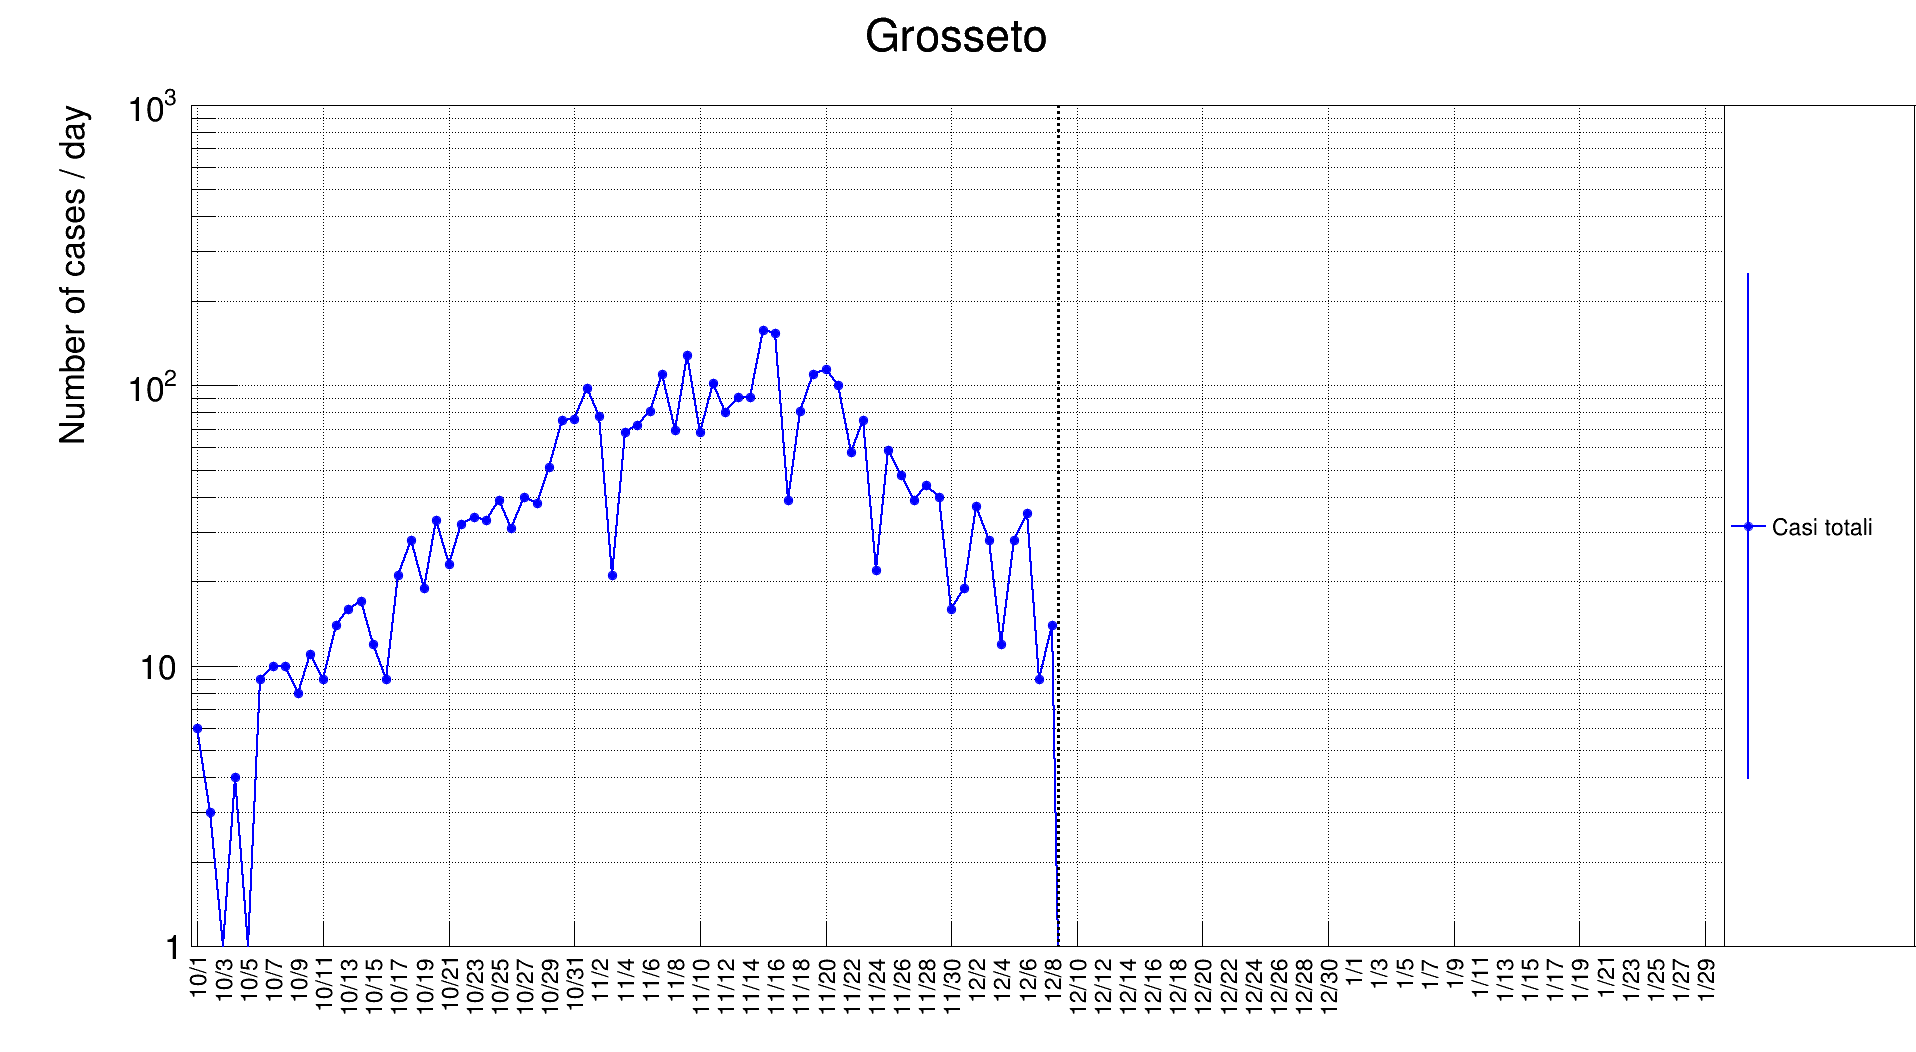 Grosseto
Number of cases / day
10³
10²
10
1
10/1 10/3 10/5 10/7 10/9 10/11 10/13 10/15 10/17 10/19 10/21 10/23 10/25 10/27 10/29 10/31 11/2 11/4 11/6 11/8 11/10 11/12 11/14 11/16 11/18 11/20 11/22 11/24 11/26 11/28 11/30 12/2 12/4 12/6 12/8 12/10 12/12 12/14 12/16 12/18 12/20 12/22 12/24 12/26 12/28 12/30 1/1 1/3 1/5 1/7 1/9 1/11 1/13 1/15 1/17 1/19 1/21 1/23 1/25 1/27 1/29
Casi totali